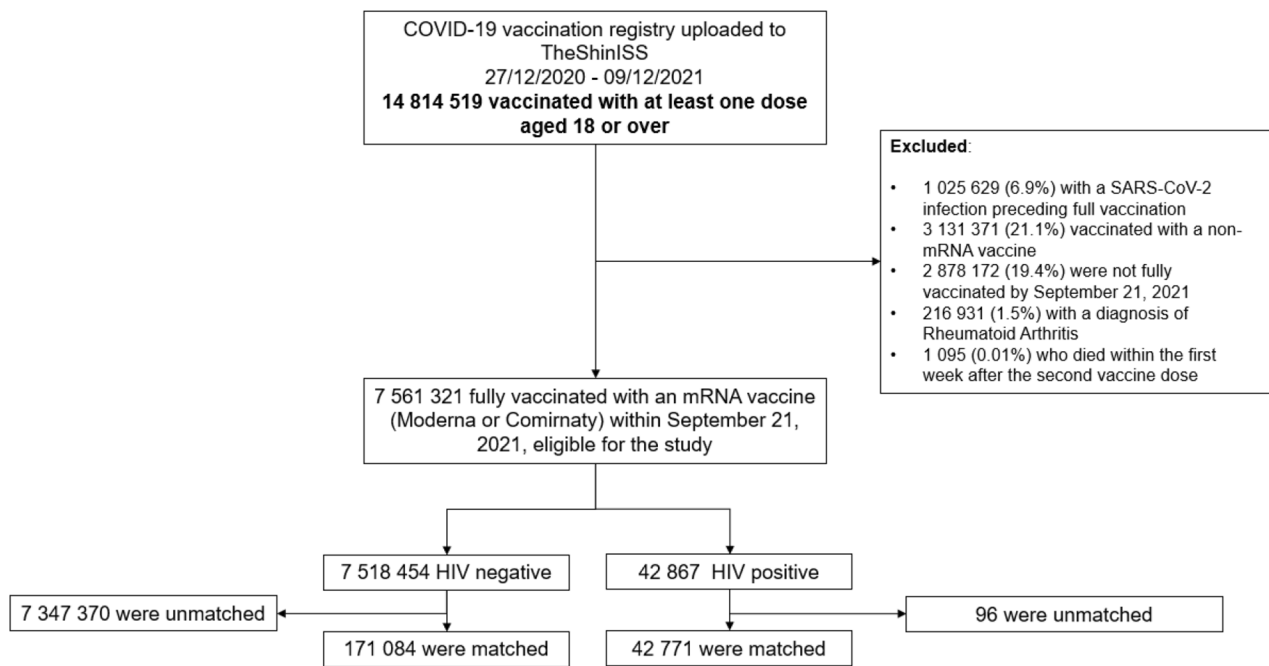 COVID-19 vaccination registry uploaded to
TheShinISS
27/12/2020 - 09/12/2021
14 814 519 vaccinated with at least one dose
aged 18 or over
Excluded:
• 1 025 629 (6.9%) with a SARS-CoV-2
infection preceding full vaccination
• 3 131 371 (21.1%) vaccinated with a non-
mRNA vaccine
• 2 878 172 (19.4%) were not fully
vaccinated by September 21, 2021
• 216 931 (1.5%) with a diagnosis of
Rheumatoid Arthritis
• 1 095 (0.01%) who died within the first
week after the second vaccine dose
7 561 321 fully vaccinated with an mRNA vaccine
(Moderna or Comirnaty) within September 21,
2021, eligible for the study
7 518 454 HIV negative
42 867 HIV positive
7 347 370 were unmatched
96 were unmatched
171 084 were matched
42 771 were matched